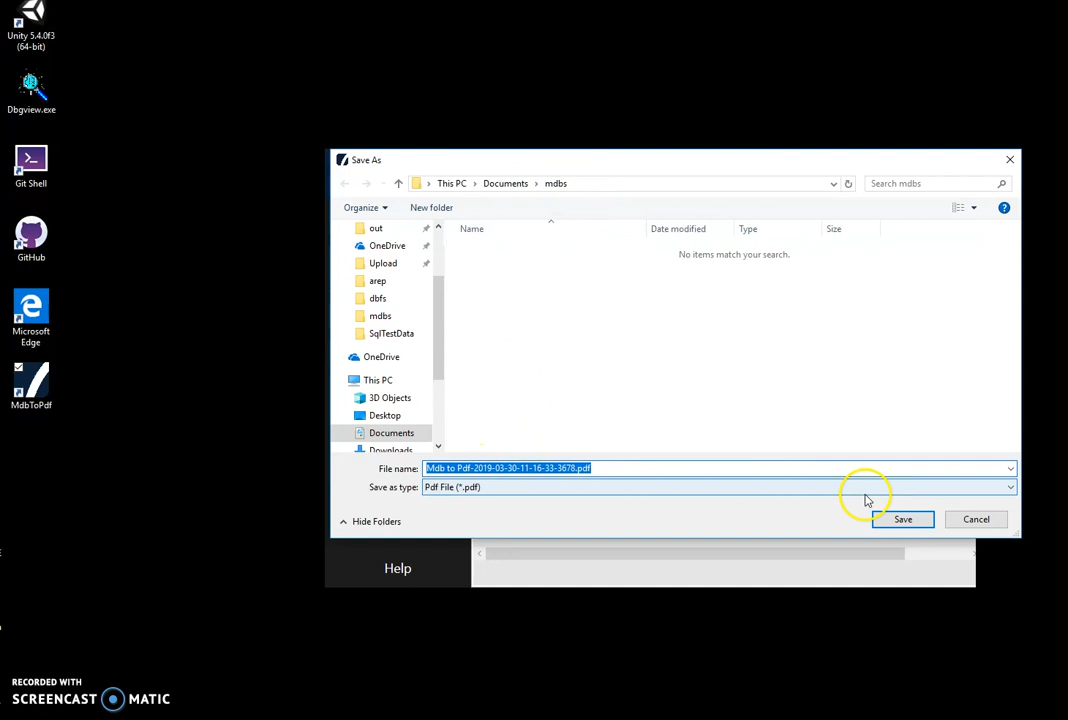 Unity 5.4.0f3
(64-bit)
Dbgview.exe
Git Shell
GitHub
Microsoft
Edge
MdbToPdf
Save As
This PC > Documents > mdbs
Search mdbs
Organize
New folder
out
OneDrive
Upload
arep
dbfs
mdbs
SqlTestData
OneDrive
This PC
3D Objects
Desktop
Documents
Downloads
Name
Date modified
Type
Size
No items match your search.
File name:
Mdb to Pdf-2019-03-30-11-16-33-3678.pdf
Save as type:
Pdf File (*.pdf)
Hide Folders
Save
Cancel
Help
RECORDED WITH
SCREENCAST MATIC